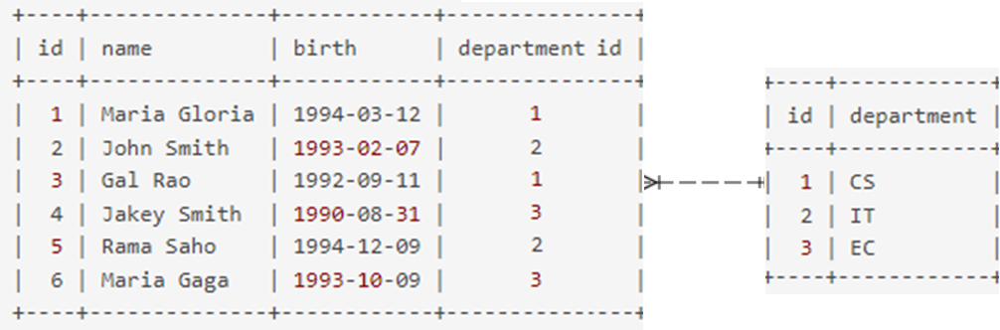 +----+--------------+------------+---------------+
| id | name | birth | department id |
+----+--------------+------------+---------------+
| 1 | Maria Gloria | 1994-03-12 | 1 |
| 2 | John Smith | 1993-02-07 | 2 |
| 3 | Gal Rao | 1992-09-11 | 1 |
| 4 | Jakey Smith | 1990-08-31 | 3 |
| 5 | Rama Saho | 1994-12-09 | 2 |
| 6 | Maria Gaga | 1993-10-09 | 3 |
+----+--------------+------------+---------------+
+----+------------+
| id | department |
+----+------------+
| 1 | CS |
| 2 | IT |
| 3 | EC |
+----+------------+